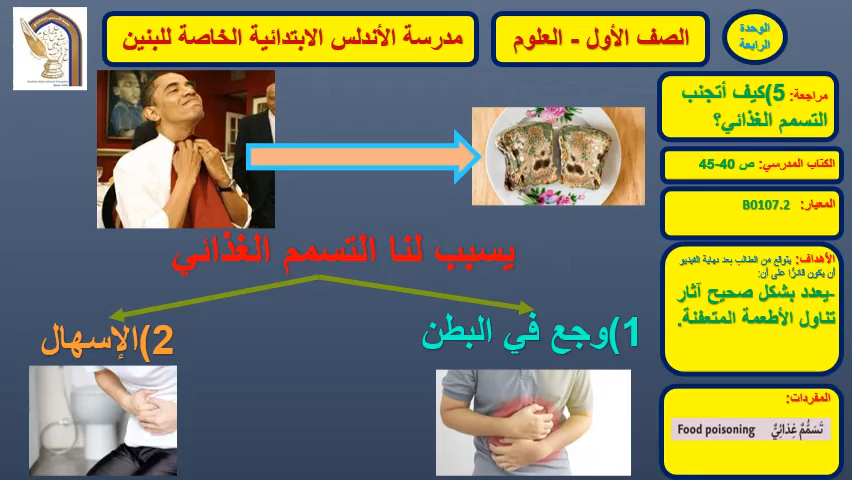 مدرسة الأندلس الابتدائية الخاصة للبنين
الصف الأول - العلوم
الوحدة
الرابعة
مراجعة: 5)كيف أتجنب
التسمم الغذائي؟
الكتاب المدرسي: ص 40-45
المعيار: B0107.2
الأهداف: يتوقع من الطالب بعد نهاية الفيديو
أن يكون قادرًا على أن:
-يعدد بشكل صحيح آثار
تناول الأطعمة المتعفنة.
المفردات:
تَسَمُّمٌ غِذائِيٌّ Food poisoning
يسبب لنا التسمم الغذائي
1)وجع في البطن
2)الإسهال